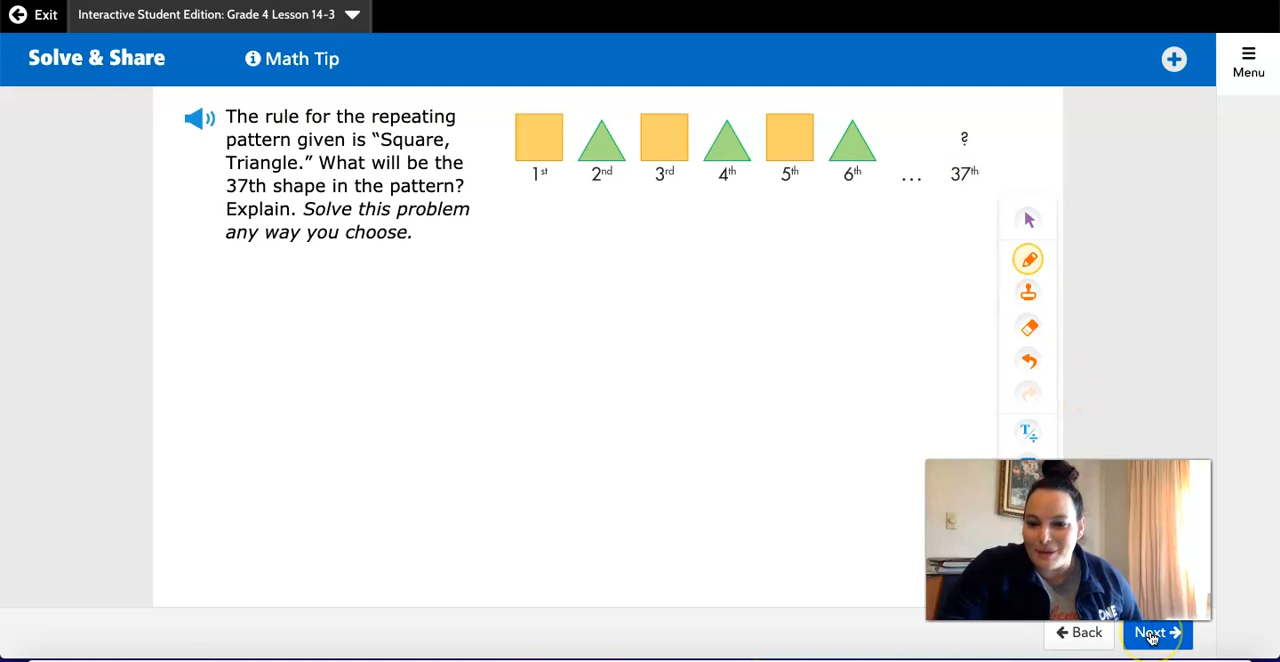 Exit
Interactive Student Edition: Grade 4 Lesson 14-3
Solve & Share
Math Tip
Menu
The rule for the repeating
pattern given is “Square,
Triangle.” What will be the
37th shape in the pattern?
Explain. Solve this problem
any way you choose.
?
1st 2nd 3rd 4th 5th 6th ... 37th
T÷
Back
Next